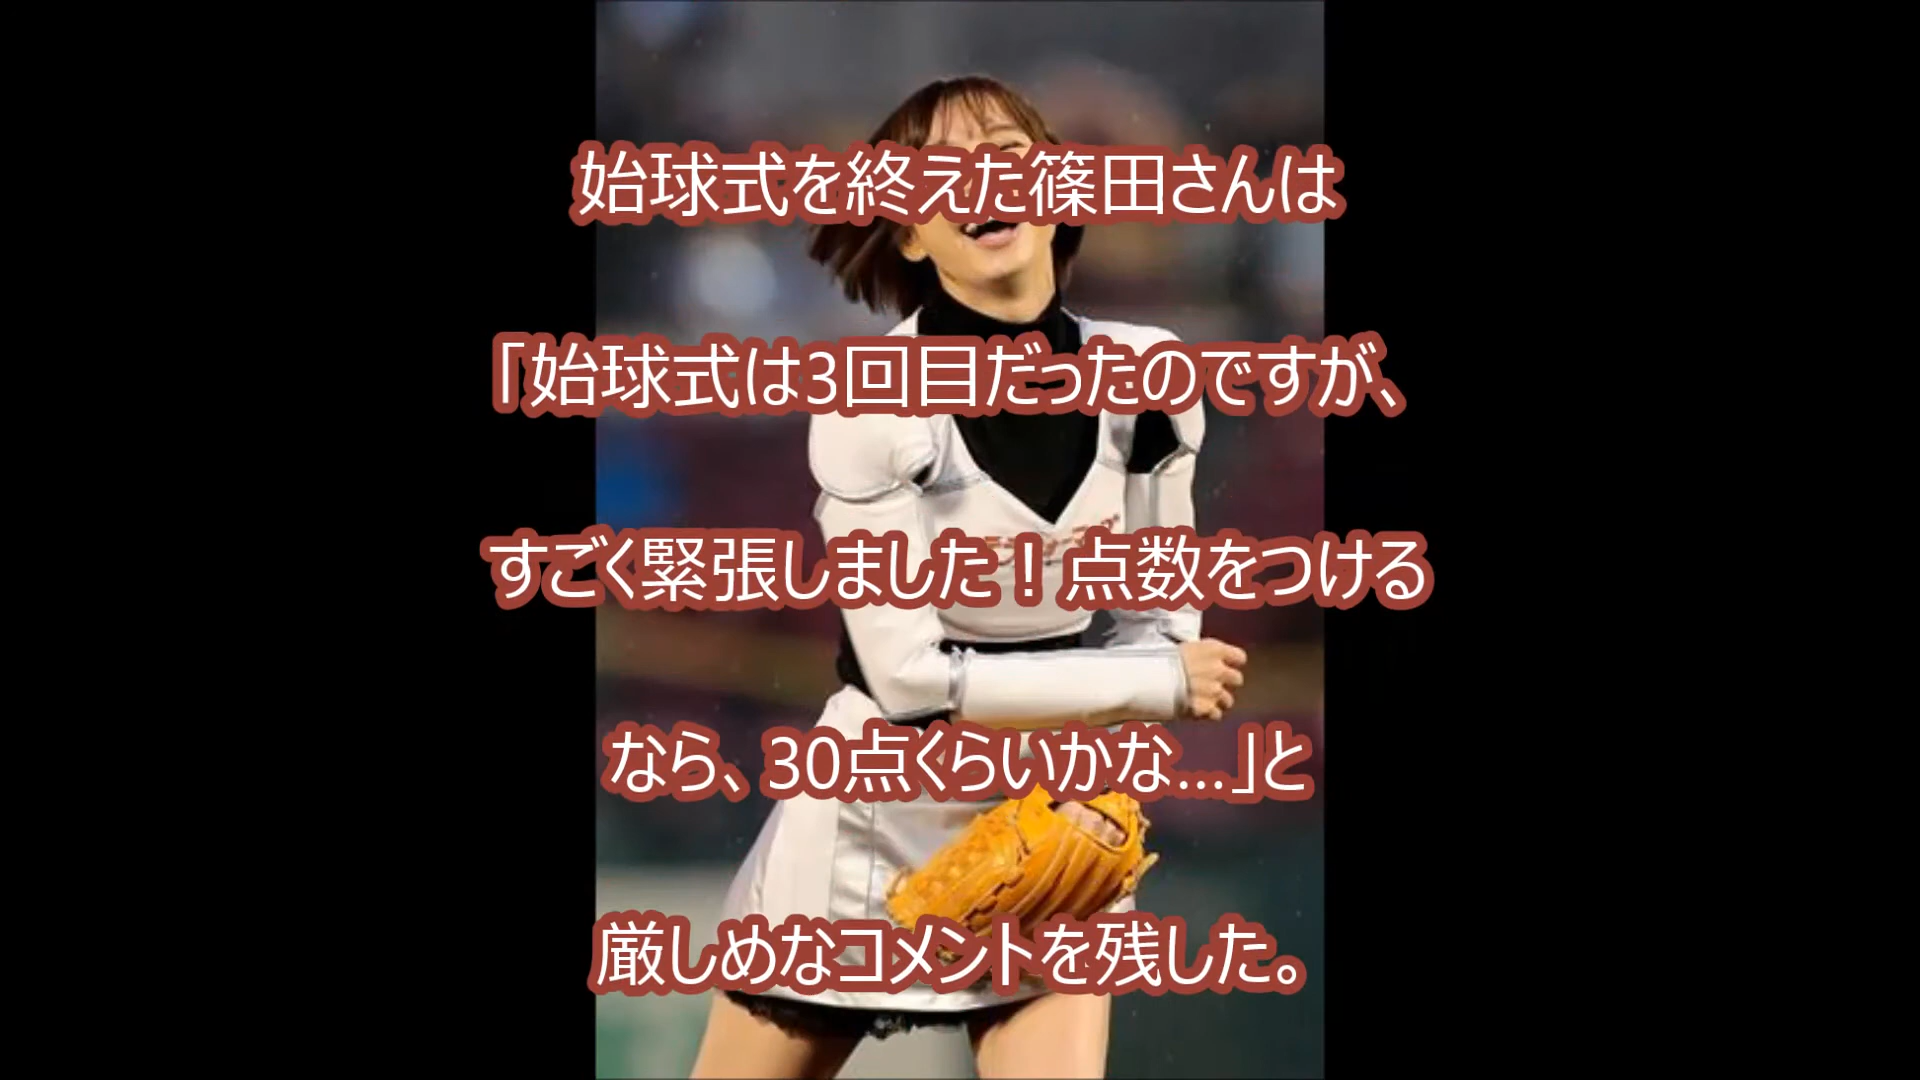 始球式を終えた篠田さんは
「始球式は3回目だったのですが、
すごく緊張しました！点数をつける
なら、30点くらいかな…」と
厳しめなコメントを残した。